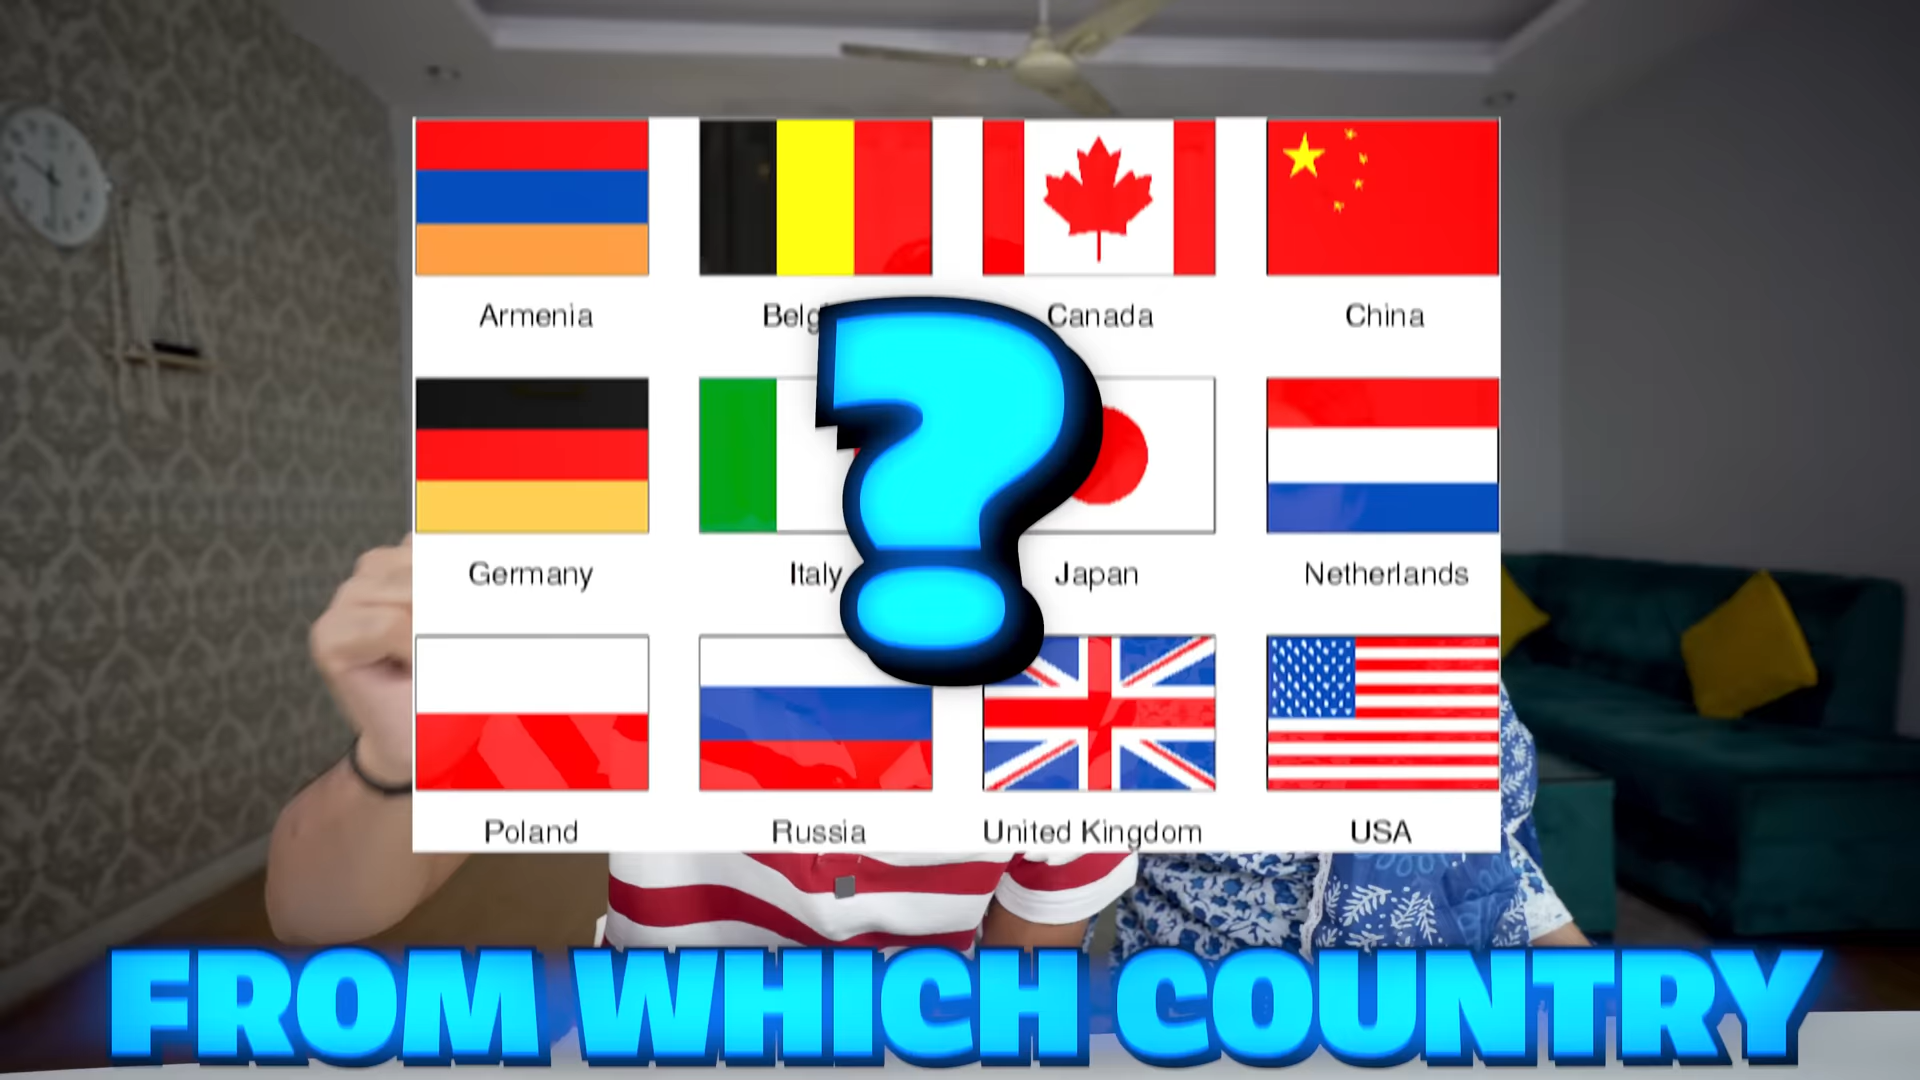 Armenia Canada China
Germany Italy Japan Netherlands
Poland Russia United Kingdom USA
?
FROM WHICH COUNTRY